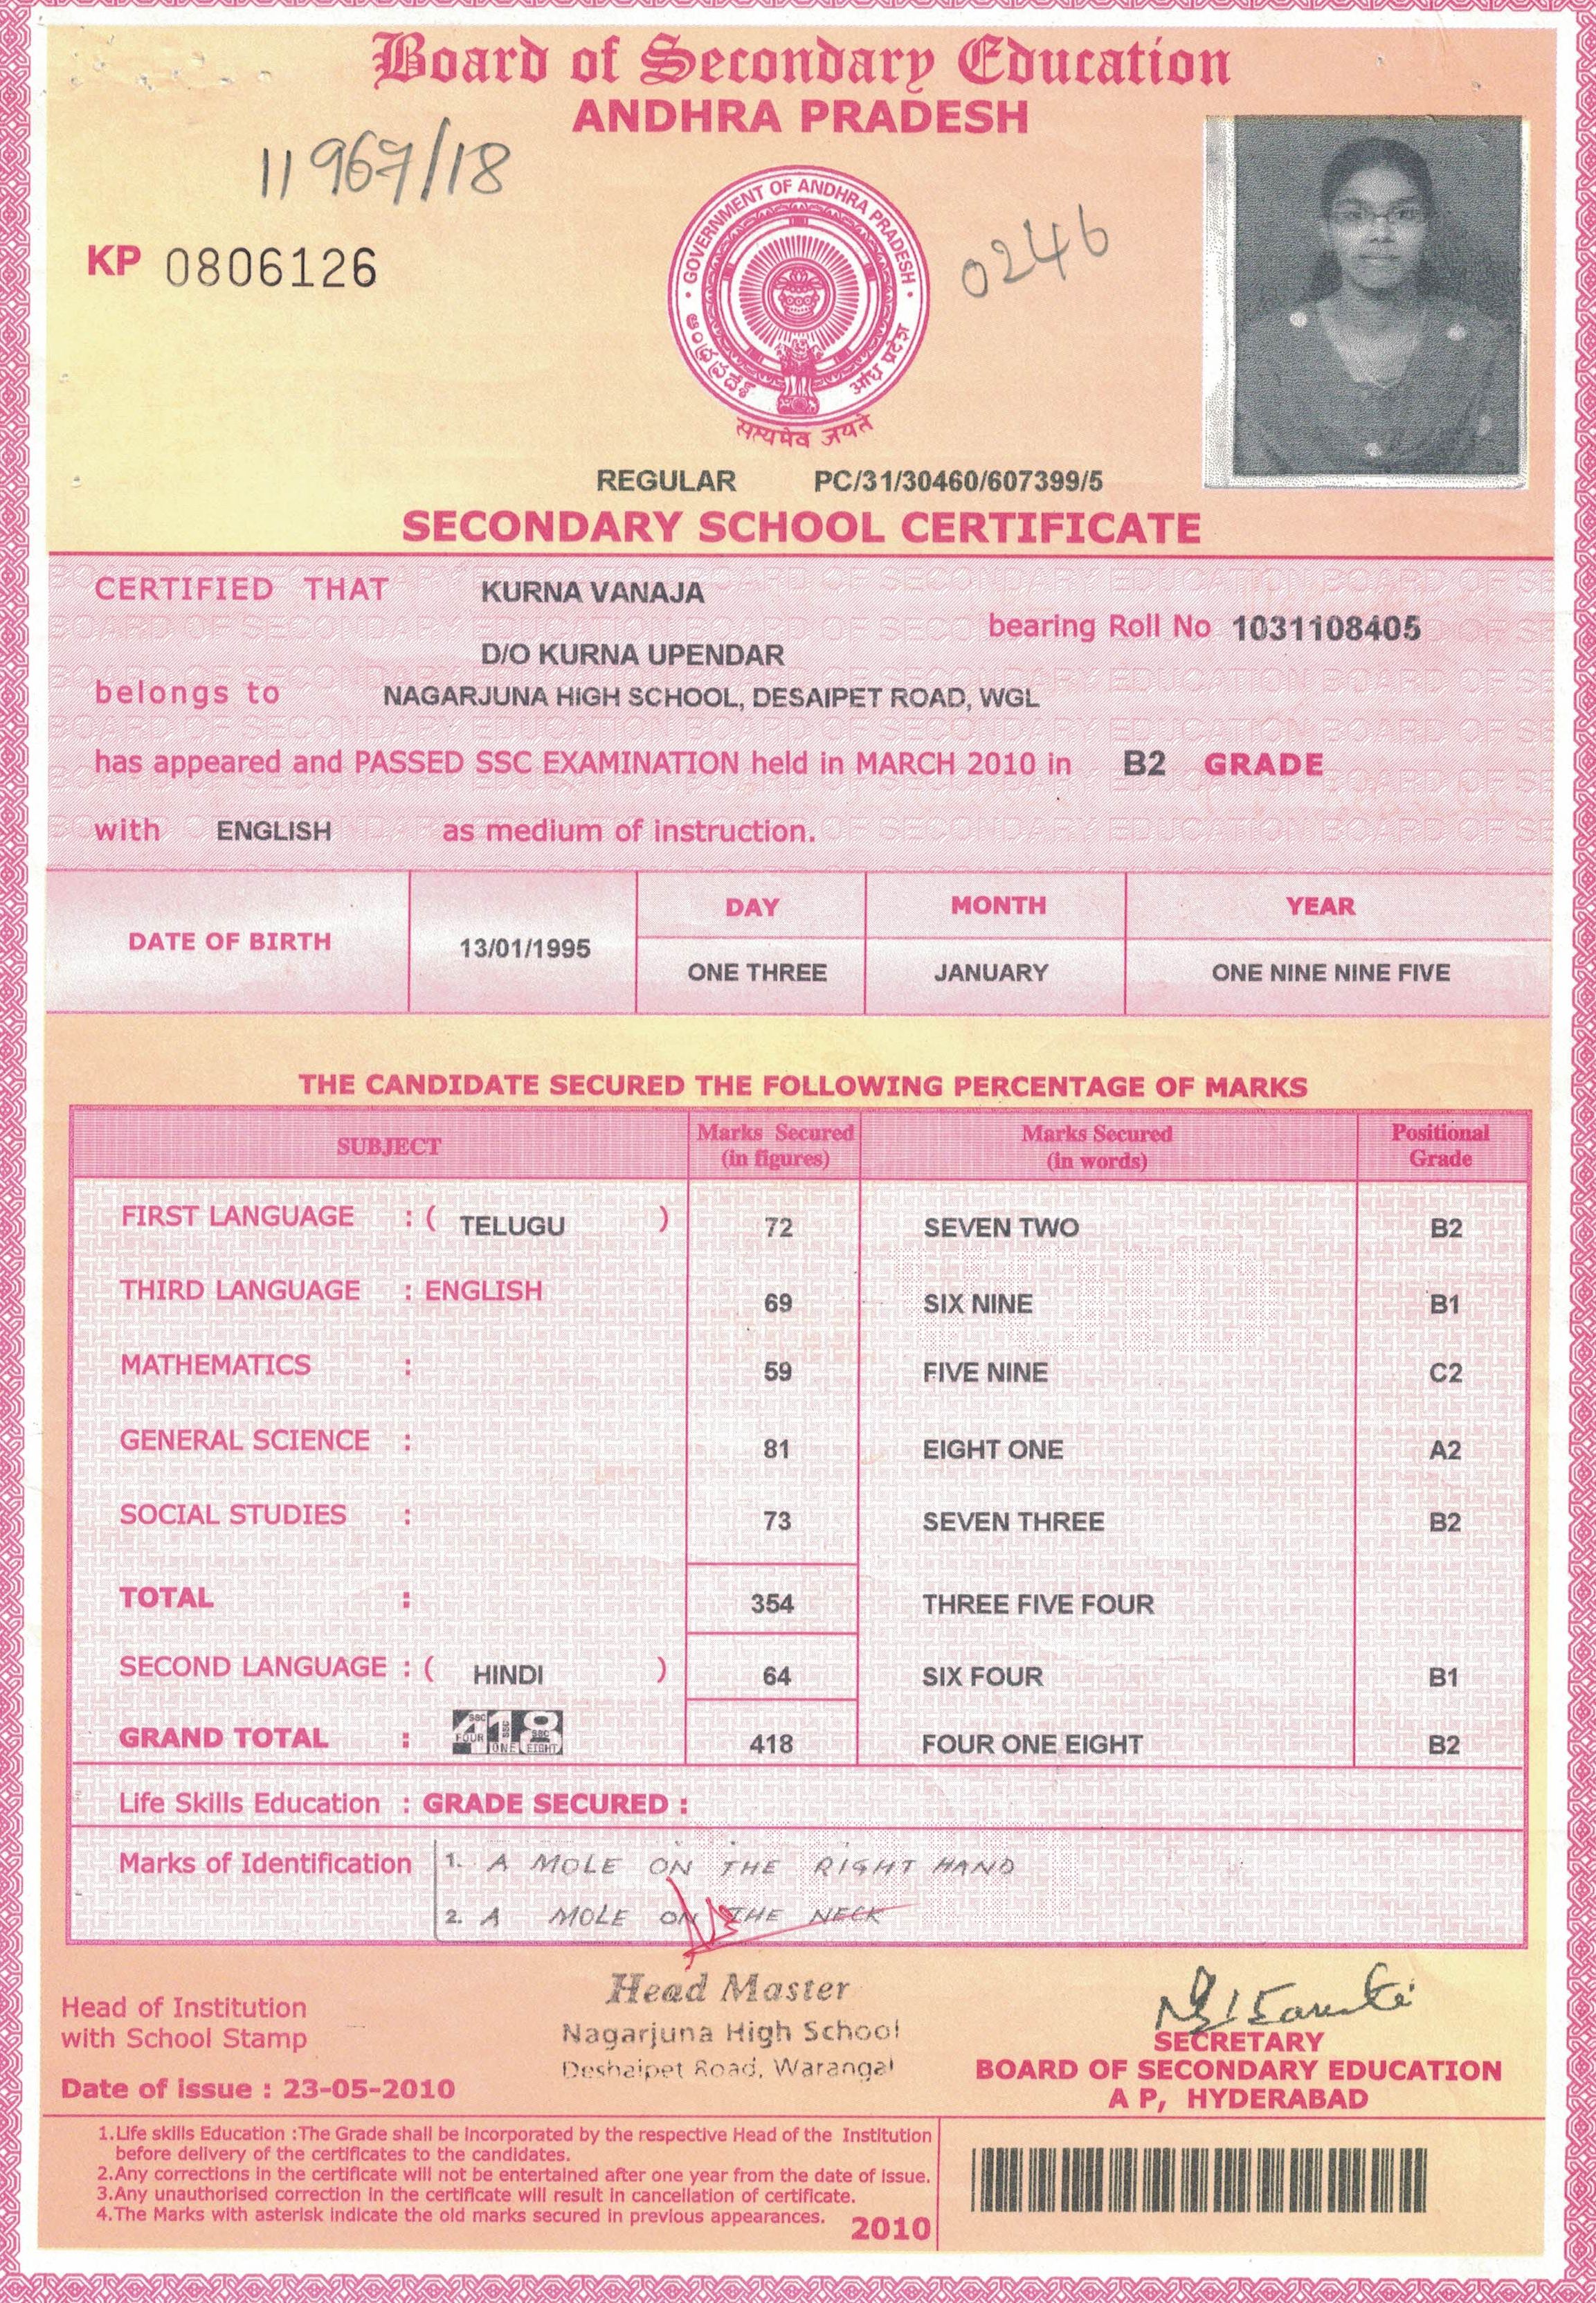 Board of Secondary Education
ANDHRA PRADESH
11967/18
KP 0806126
0246
GOVERNMENT OF ANDHRA PRADESH
ఆంధ్రప్రదేశ్
आंध्र प्रदेश
सत्यमेव जयते
REGULAR PC/31/30460/607399/5
SECONDARY SCHOOL CERTIFICATE
CERTIFIED THAT KURNA VANAJA
bearing Roll No 1031108405
D/O KURNA UPENDAR
belongs to NAGARJUNA HIGH SCHOOL, DESAIPET ROAD, WGL
has appeared and PASSED SSC EXAMINATION held in MARCH 2010 in B2 GRADE
with ENGLISH as medium of instruction.
DATE OF BIRTH 13/01/1995 DAY MONTH YEAR
ONE THREE JANUARY ONE NINE NINE FIVE
THE CANDIDATE SECURED THE FOLLOWING PERCENTAGE OF MARKS
SUBJECT Marks Secured (in figures) Marks Secured (in words) Positional Grade
FIRST LANGUAGE : ( TELUGU ) 72 SEVEN TWO B2
THIRD LANGUAGE : ENGLISH 69 SIX NINE B1
MATHEMATICS : 59 FIVE NINE C2
GENERAL SCIENCE : 81 EIGHT ONE A2
SOCIAL STUDIES : 73 SEVEN THREE B2
TOTAL : 354 THREE FIVE FOUR
SECOND LANGUAGE : ( HINDI ) 64 SIX FOUR B1
GRAND TOTAL : 418 418 FOUR ONE EIGHT B2
Life Skills Education : GRADE SECURED :
Marks of Identification 1. A MOLE ON THE RIGHT HAND
2. A MOLE ON THE NECK
Head Master
Nagarjuna High School
Deshaipet Road, Warangal
Head of Institution
with School Stamp
Date of issue : 23-05-2010
SECRETARY
BOARD OF SECONDARY EDUCATION
A P, HYDERABAD
1.Life skills Education :The Grade shall be incorporated by the respective Head of the Institution
before delivery of the certificates to the candidates.
2.Any corrections in the certificate will not be entertained after one year from the date of issue.
3.Any unauthorised correction in the certificate will result in cancellation of certificate.
4.The Marks with asterisk indicate the old marks secured in previous appearances.
2010